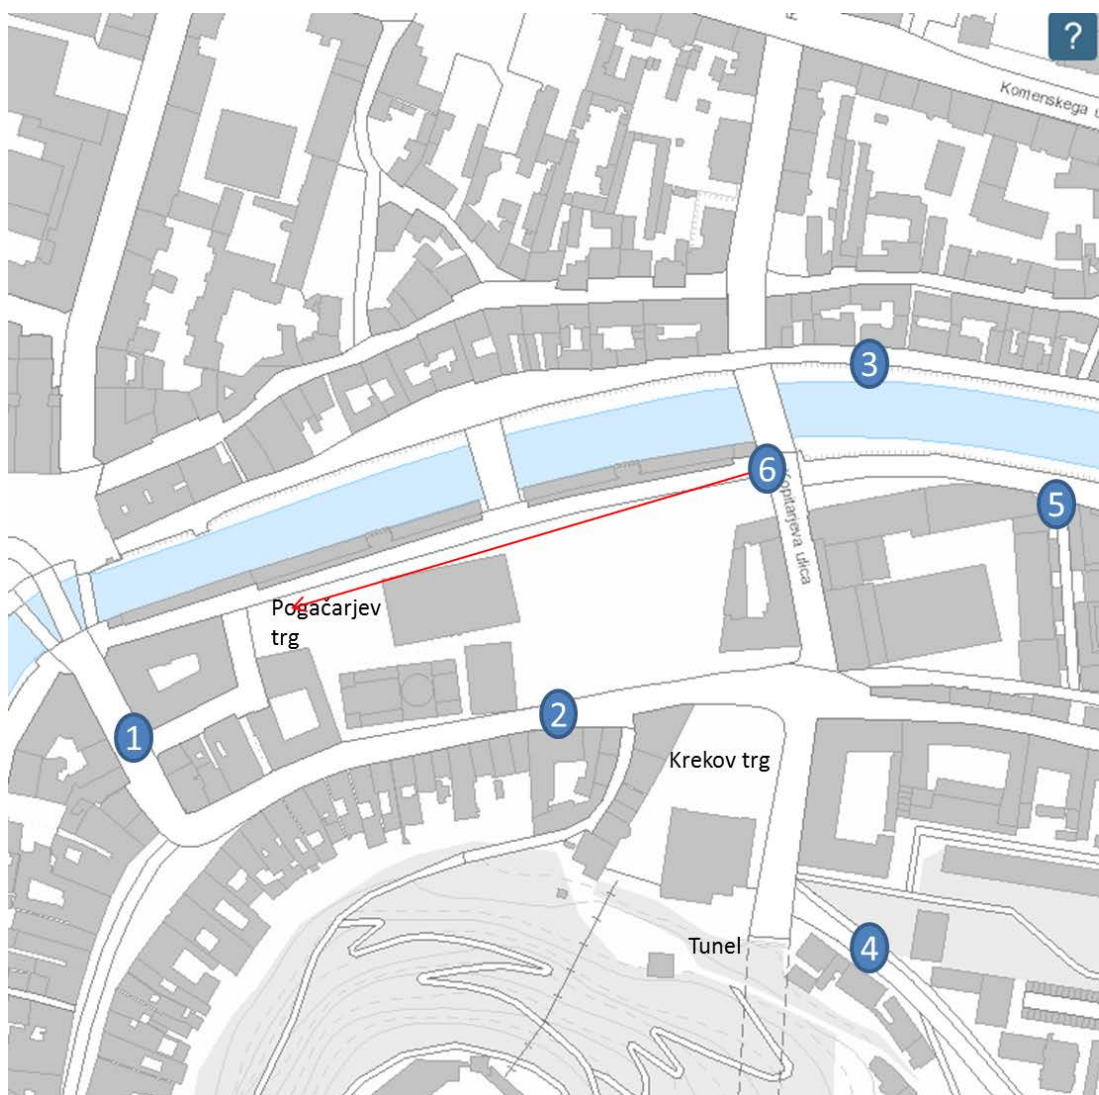 ?
Komenskega u
3
6
Kopitarjeva ulica
5
Pogačarjev
trg
2
1
Krekov trg
Tunel
4